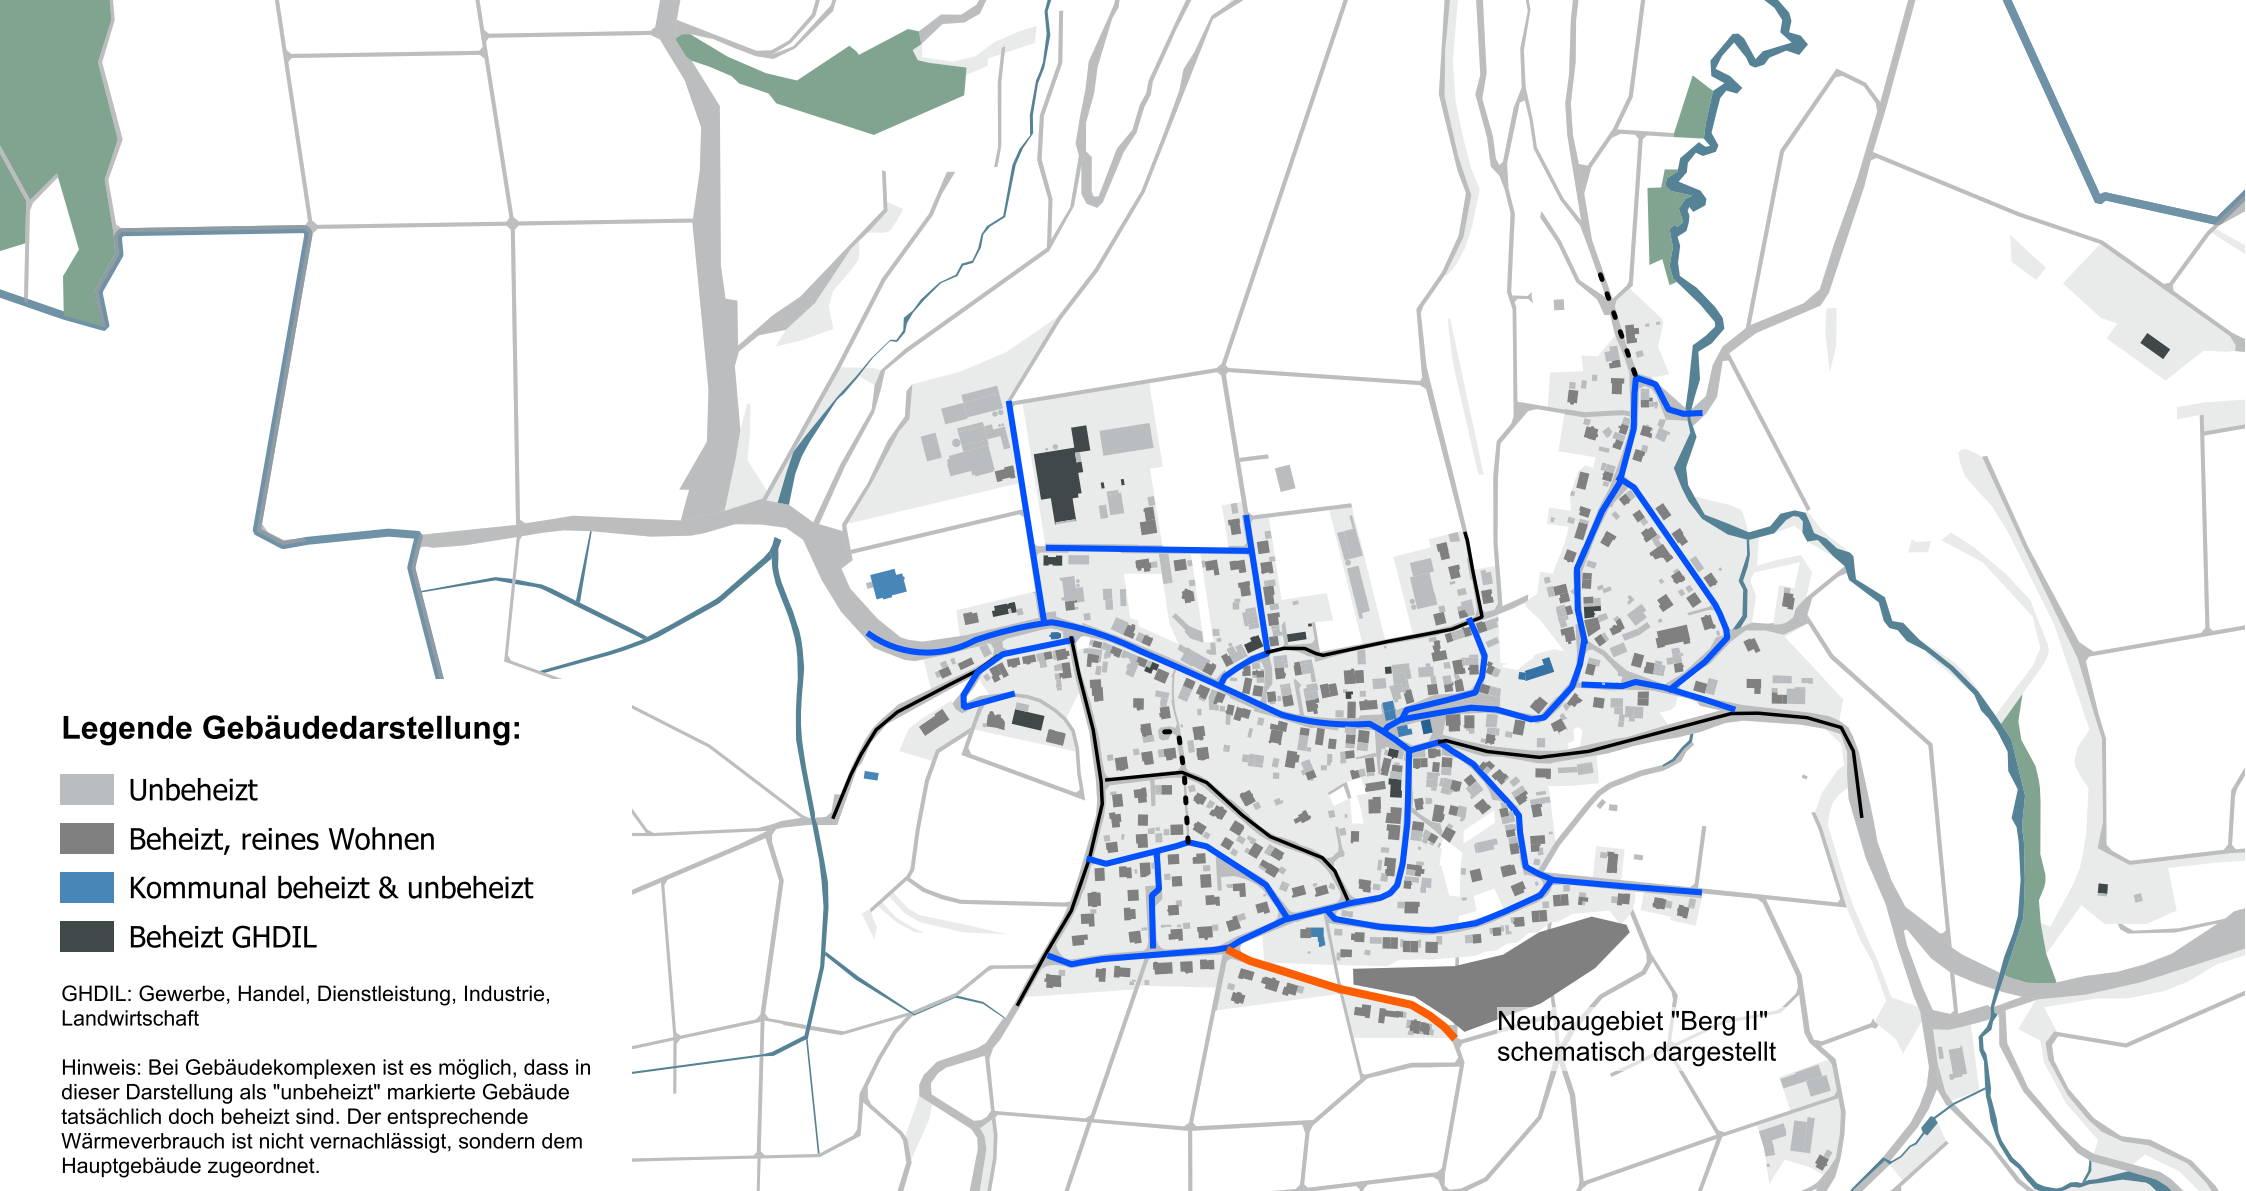 Legende Gebäudedarstellung:
Unbeheizt
Beheizt, reines Wohnen
Kommunal beheizt & unbeheizt
Beheizt GHDIL
GHDIL: Gewerbe, Handel, Dienstleistung, Industrie,
Landwirtschaft
Hinweis: Bei Gebäudekomplexen ist es möglich, dass in
dieser Darstellung als "unbeheizt" markierte Gebäude
tatsächlich doch beheizt sind. Der entsprechende
Wärmeverbrauch ist nicht vernachlässigt, sondern dem
Hauptgebäude zugeordnet.
Neubaugebiet "Berg II"
schematisch dargestellt